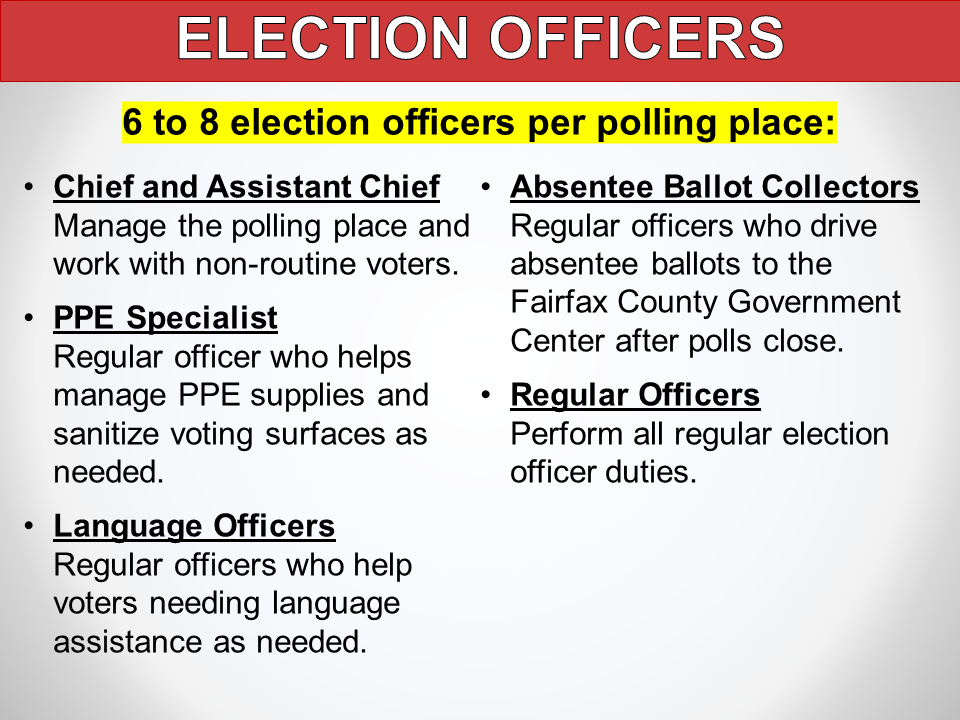 ELECTION OFFICERS
6 to 8 election officers per polling place:
• Chief and Assistant Chief
Manage the polling place and
work with non-routine voters.
• PPE Specialist
Regular officer who helps
manage PPE supplies and
sanitize voting surfaces as
needed.
• Language Officers
Regular officers who help
voters needing language
assistance as needed.
• Absentee Ballot Collectors
Regular officers who drive
absentee ballots to the
Fairfax County Government
Center after polls close.
• Regular Officers
Perform all regular election
officer duties.